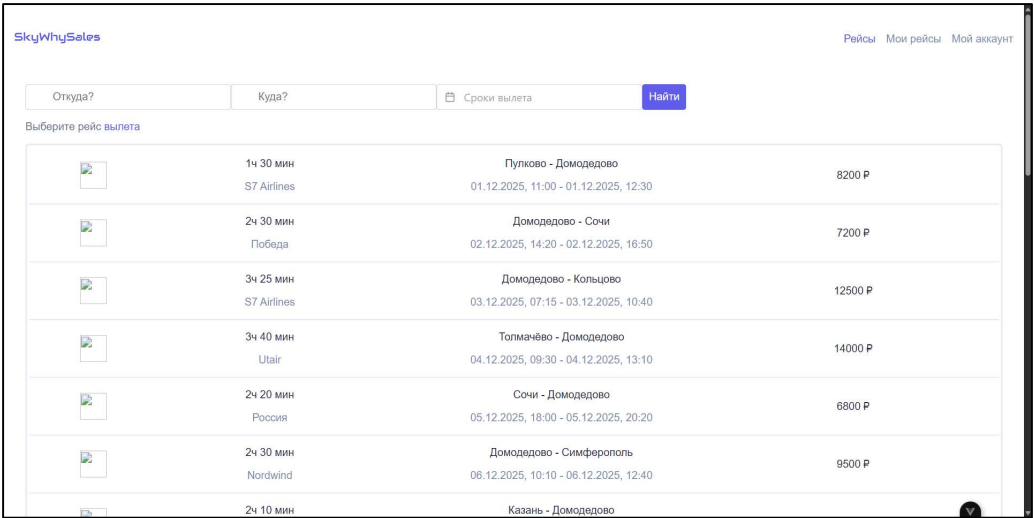 SkyWhySales
Рейсы Мои рейсы Мой аккаунт
Откуда? Куда? Сроки вылета Найти
Выберите рейс вылета
1ч 30 мин Пулково - Домодедово
8200 ₽
S7 Airlines 01.12.2025, 11:00 - 01.12.2025, 12:30
2ч 30 мин Домодедово - Сочи
7200 ₽
Победа 02.12.2025, 14:20 - 02.12.2025, 16:50
3ч 25 мин Домодедово - Кольцово
12500 ₽
S7 Airlines 03.12.2025, 07:15 - 03.12.2025, 10:40
3ч 40 мин Толмачёво - Домодедово
14000 ₽
Utair 04.12.2025, 09:30 - 04.12.2025, 13:10
2ч 20 мин Сочи - Домодедово
6800 ₽
Россия 05.12.2025, 18:00 - 05.12.2025, 20:20
2ч 30 мин Домодедово - Симферополь
9500 ₽
Nordwind 06.12.2025, 10:10 - 06.12.2025, 12:40
2ч 10 мин Казань - Домодедово